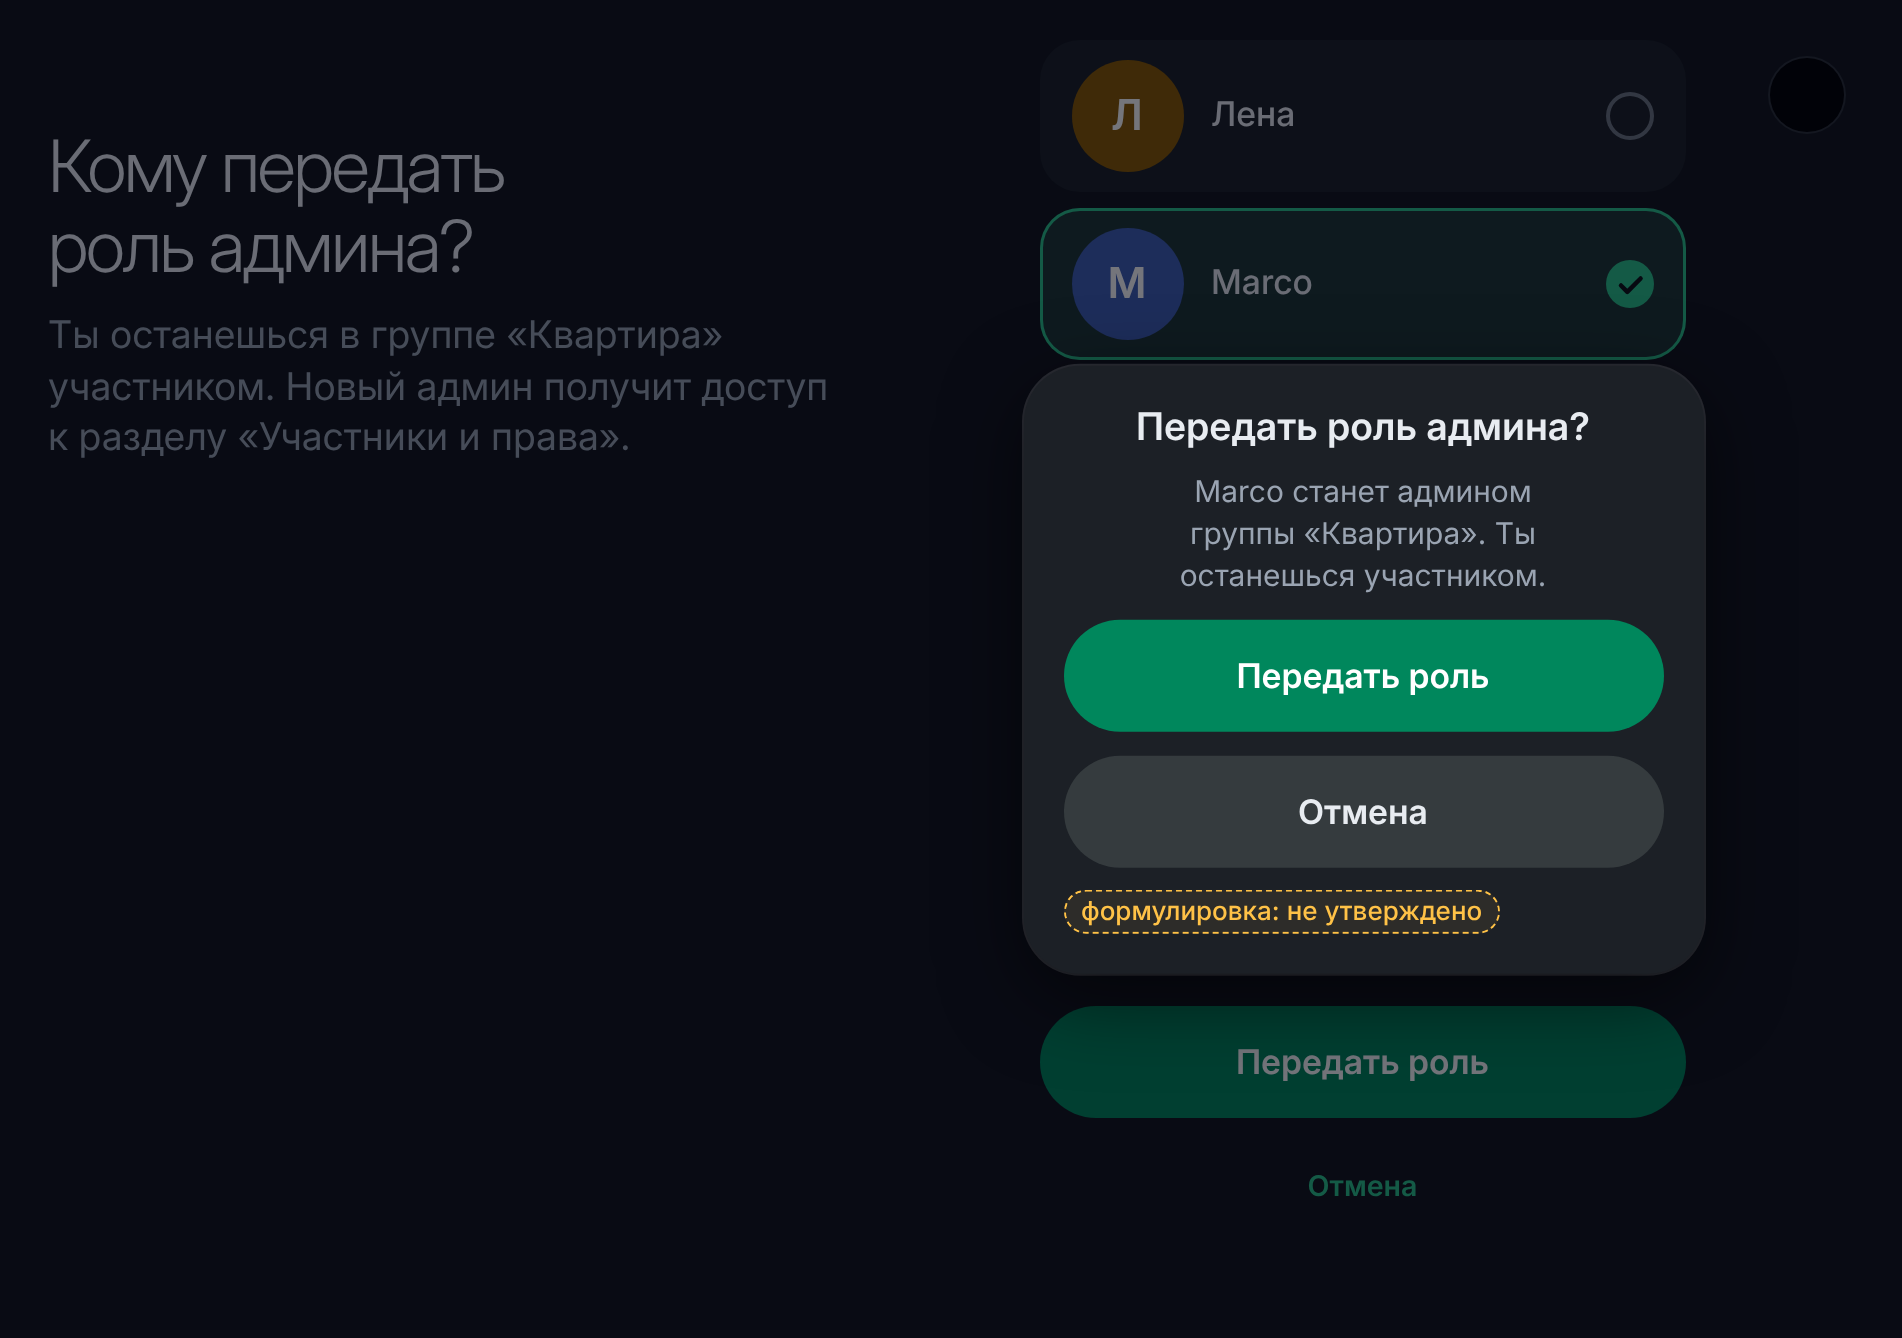 Кому передать
роль админа?
Ты останешься в группе «Квартира»
участником. Новый админ получит доступ
к разделу «Участники и права».
Л
Лена
M
Marco
Передать роль админа?
Marco станет админом
группы «Квартира». Ты
останешься участником.
Передать роль
Отмена
формулировка: не утверждено
Передать роль
Отмена